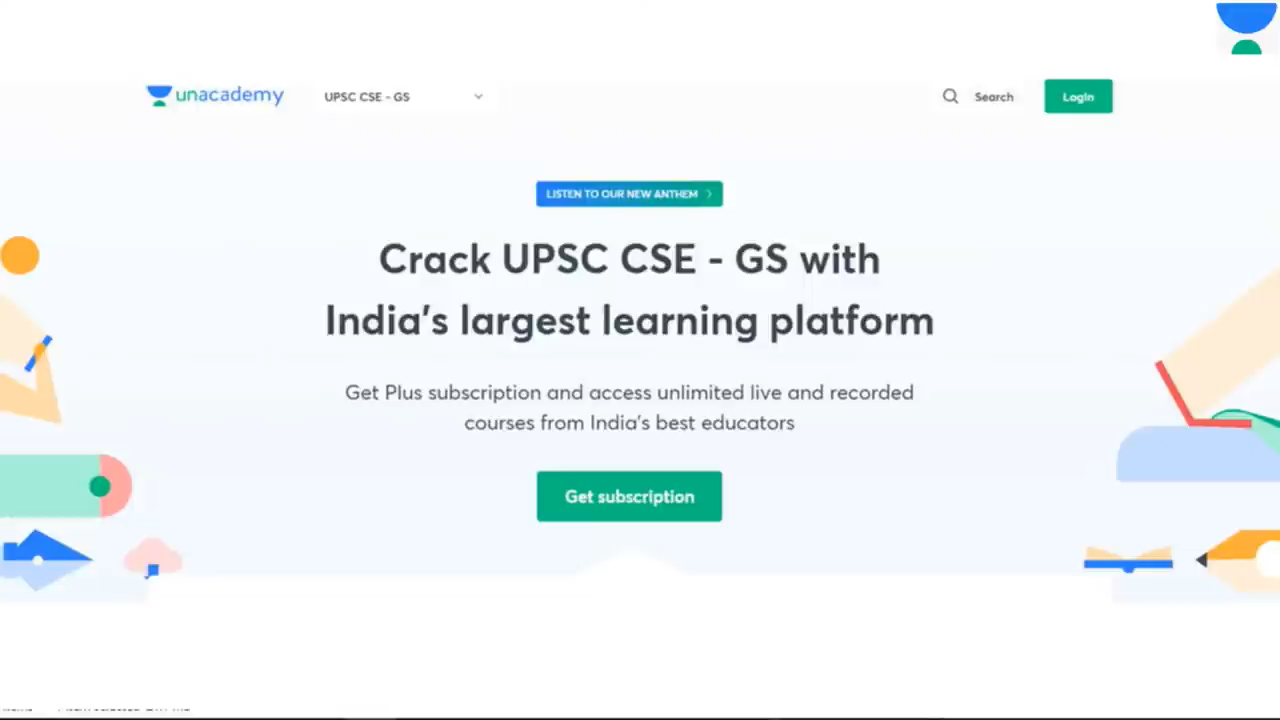 unacademy
UPSC CSE - GS
Search
Login
LISTEN TO OUR NEW ANTHEM
Crack UPSC CSE - GS with
India's largest learning platform
Get Plus subscription and access unlimited live and recorded
courses from India's best educators
Get subscription